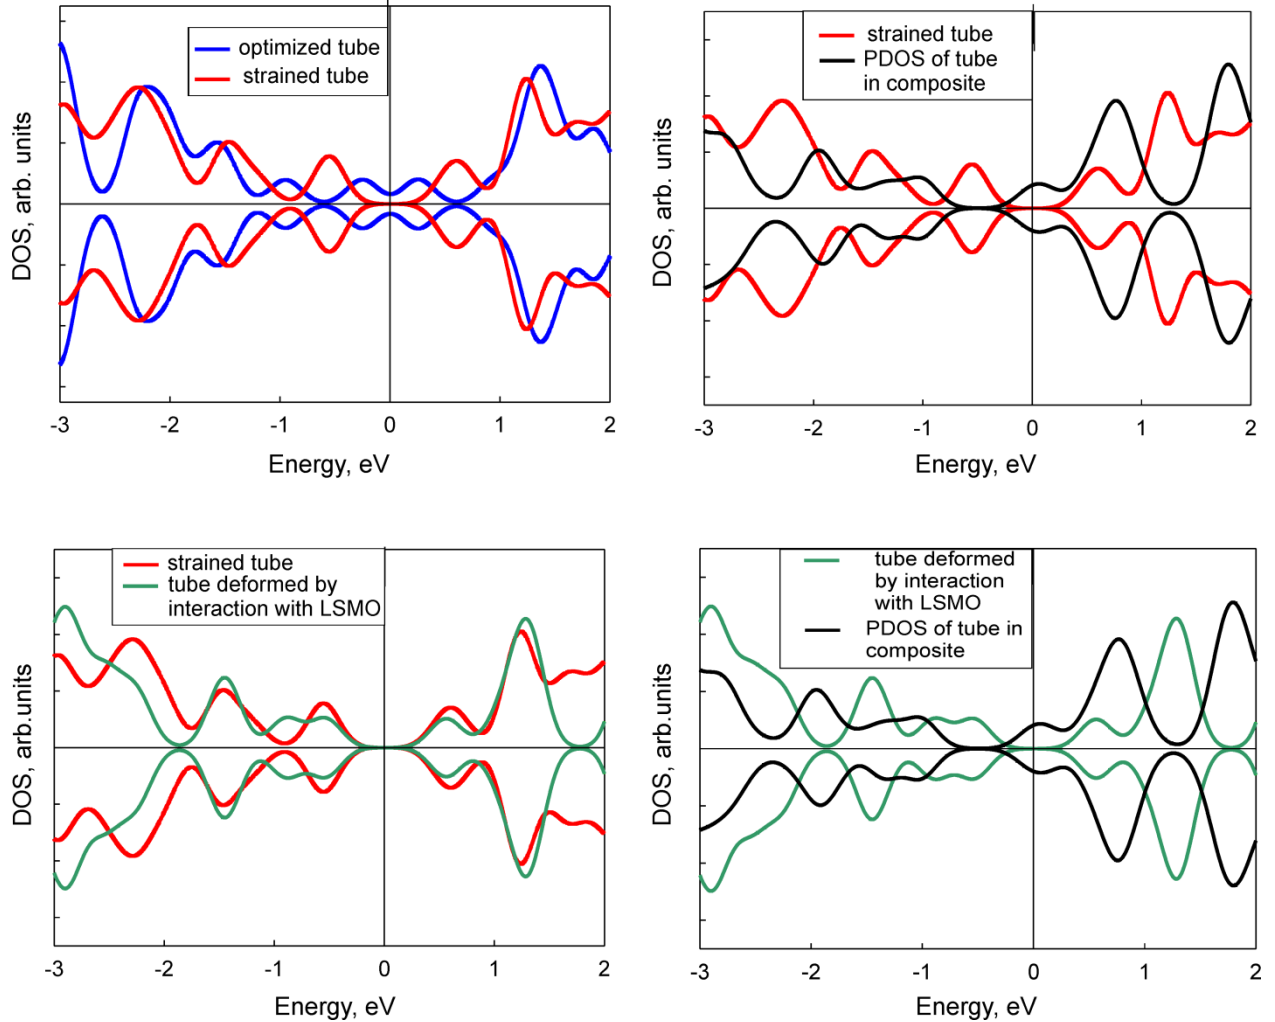 optimized tube
strained tube
DOS, arb. units
-3 -2 -1 0 1 2
Energy, eV
strained tube
PDOS of tube
in composite
DOS, arb. units
-3 -2 -1 0 1 2
Energy, eV
strained tube
tube deformed by
interaction with LSMO
DOS, arb.units
-3 -2 -1 0 1 2
Energy, eV
tube deformed
by interaction
with LSMO
PDOS of tube in
composite
DOS, arb.units
-3 -2 -1 0 1 2
Energy, eV